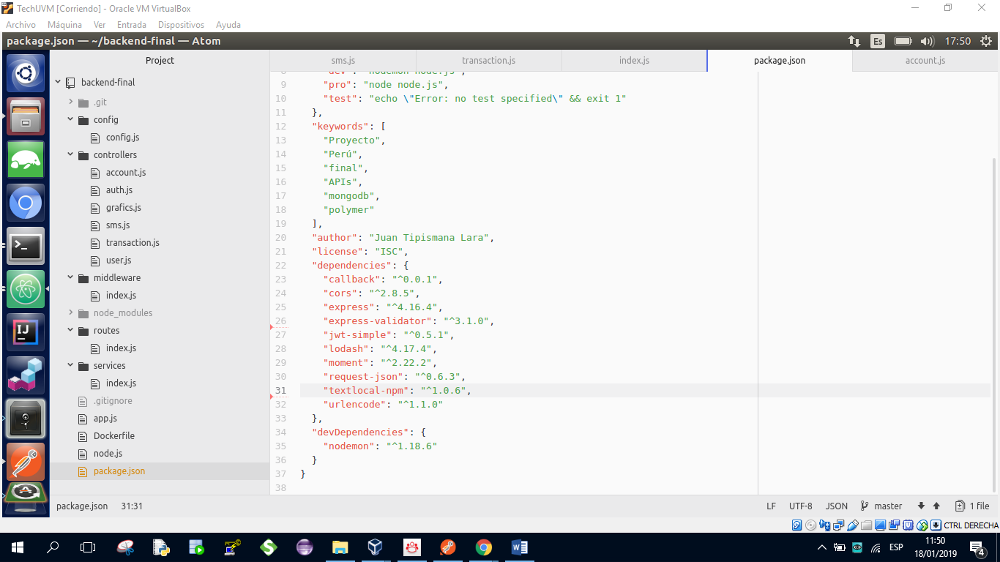 TechUVM [Corriendo] - Oracle VM VirtualBox
Archivo Máquina Ver Entrada Dispositivos Ayuda
package.json — ~/backend-final — Atom
Es 17:50
Project
sms.js transaction.js index.js package.json account.js
backend-final
.git
config
config.js
controllers
account.js
auth.js
grafics.js
sms.js
transaction.js
user.js
middleware
index.js
node_modules
routes
index.js
services
index.js
.gitignore
app.js
Dockerfile
node.js
package.json
8 "dev": "nodemon node.js",
9 "pro": "node node.js",
10 "test": "echo \"Error: no test specified\" && exit 1"
11 },
12 "keywords": [
13 "Proyecto",
14 "Perú",
15 "final",
16 "APIs",
17 "mongodb",
18 "polymer"
19 ],
20 "author": "Juan Tipismana Lara",
21 "license": "ISC",
22 "dependencies": {
23 "callback": "^0.0.1",
24 "cors": "^2.8.5",
25 "express": "^4.16.4",
26 "express-validator": "^3.1.0",
27 "jwt-simple": "^0.5.1",
28 "lodash": "^4.17.4",
29 "moment": "^2.22.2",
30 "request-json": "^0.6.3",
31 "textlocal-npm": "^1.0.6",
32 "urlencode": "^1.1.0"
33 },
34 "devDependencies": {
35 "nodemon": "^1.18.6"
36 }
37 }
38
package.json 31:31 LF UTF-8 JSON master 1 file
CTRL DERECHA
ESP 11:50
18/01/2019
4